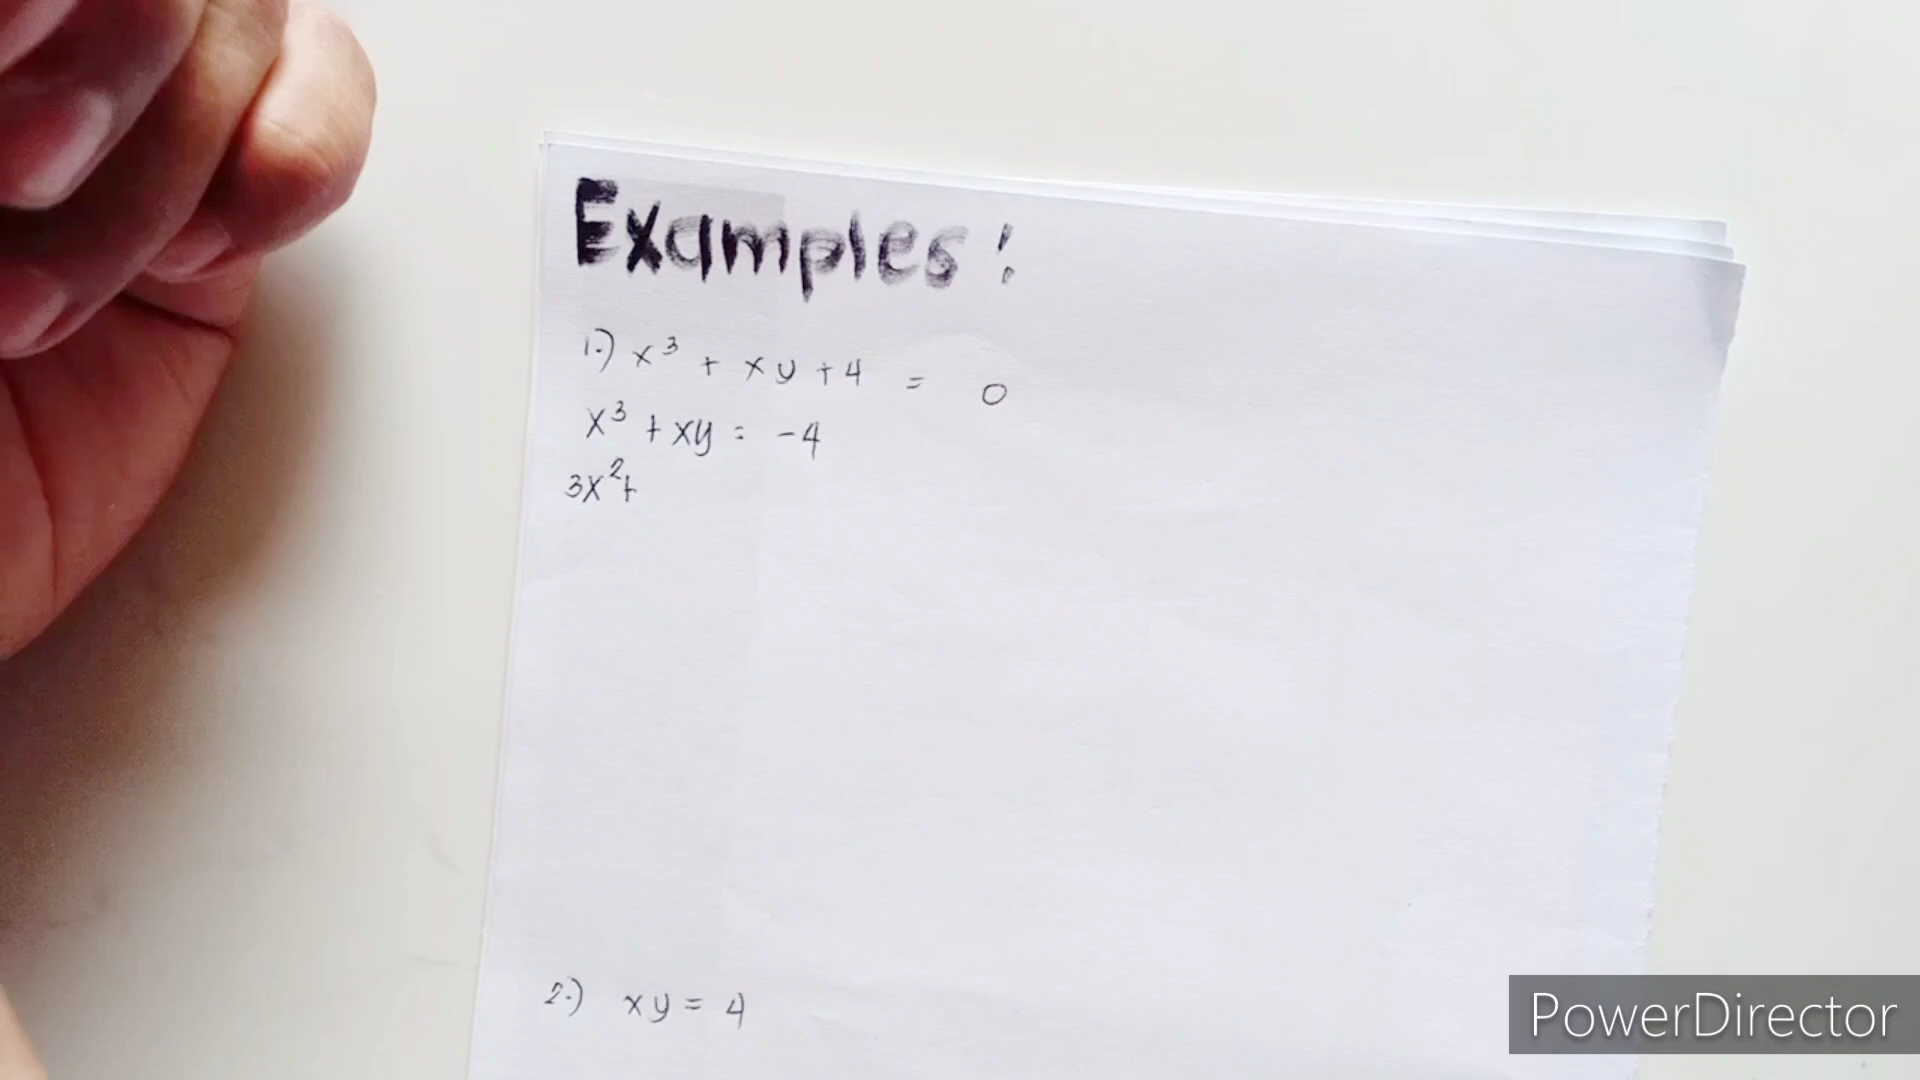 Examples:
1.) x³ + xy + 4 = 0
x³ + xy = -4
3x² +
2.) xy = 4
PowerDirector